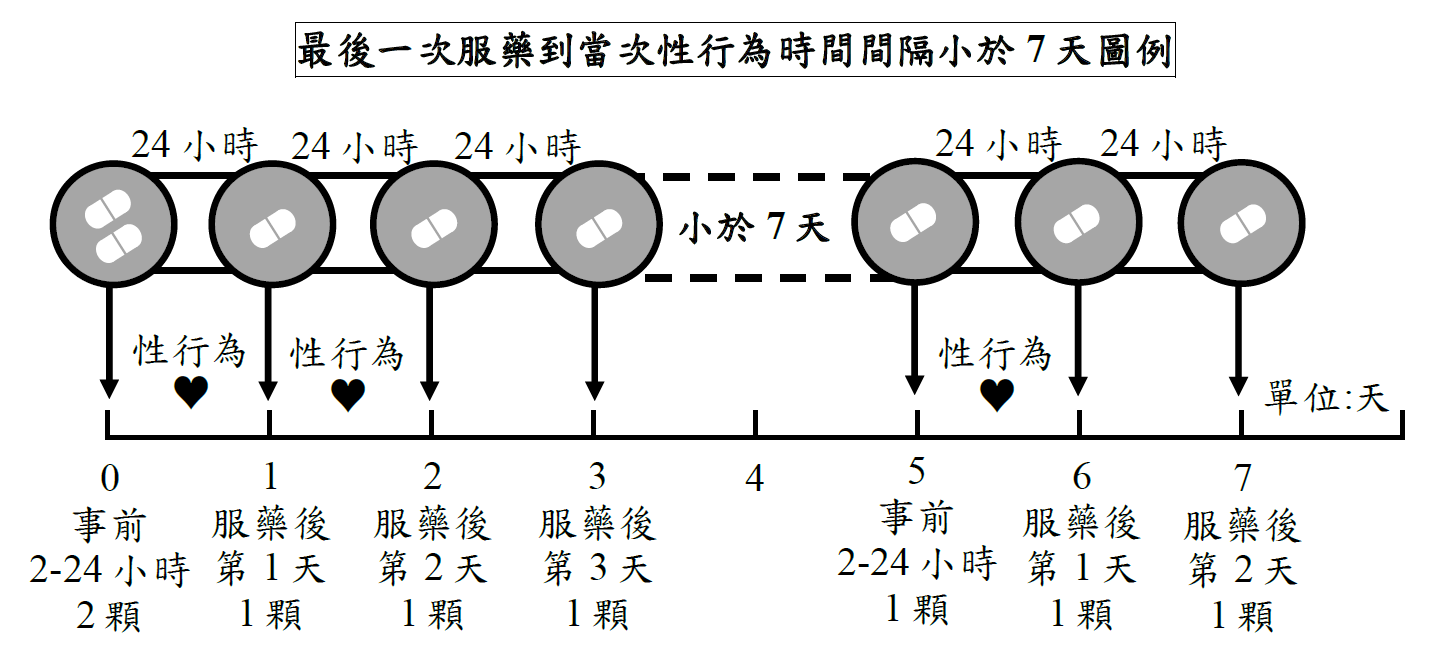 最後一次服藥到當次性行為時間間隔小於 7 天圖例
24 小時 24 小時 24 小時 24 小時 24 小時
小於 7 天
性行為 性行為 性行為
單位:天
0 1 2 3 4 5 6 7
事前 服藥後 服藥後 服藥後 事前 服藥後 服藥後
2-24 小時 第 1 天 第 2 天 第 3 天 2-24 小時 第 1 天 第 2 天
2 顆 1 顆 1 顆 1 顆 1 顆 1 顆 1 顆